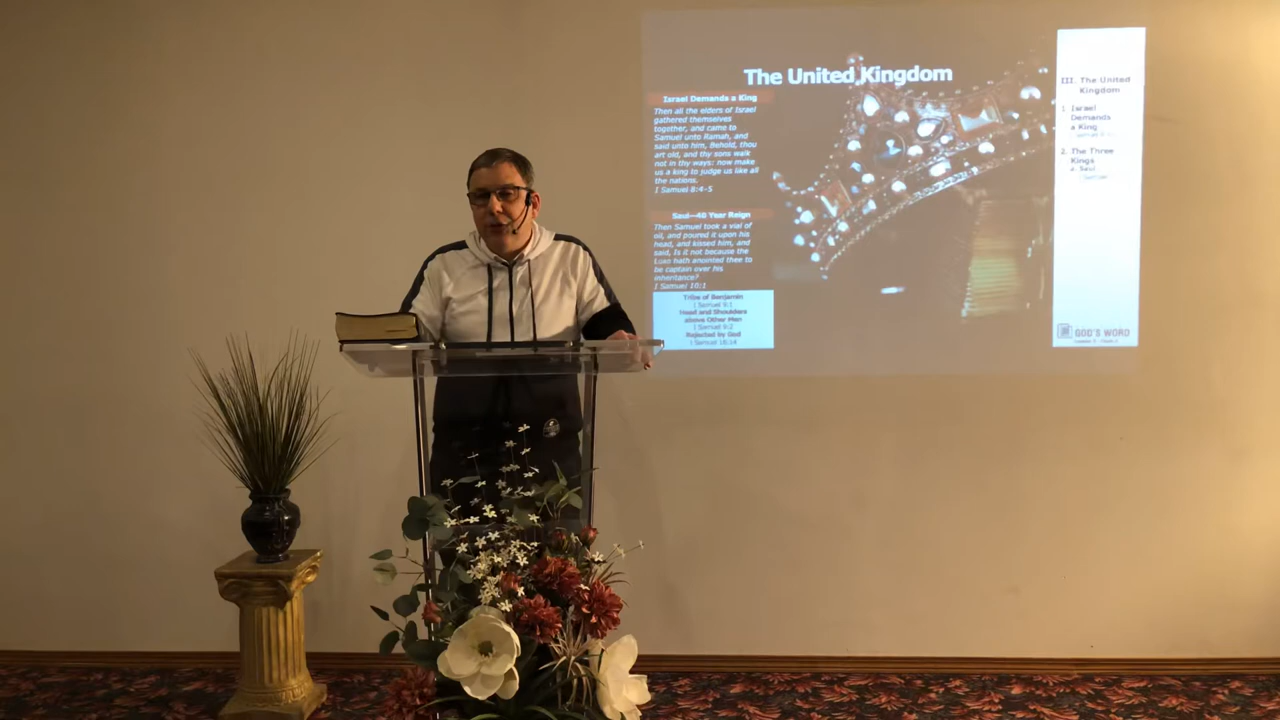 The United Kingdom
Israel Demands a King
Then all the elders of Israel
gathered themselves
together, and came to
Samuel unto Ramah, and
said unto him, Behold, thou
art old, and thy sons walk
not in thy ways: now make
us a king to judge us like all
the nations.
I Samuel 8:4-5
Saul—40 Year Reign
Then Samuel took a vial of
oil, and poured it upon his
head, and kissed him, and
said, Is it not because the
hath anointed thee to
be captain over his
inheritance?
I Samuel 10:1
Tribe of Benjamin
I Samuel 9:1
Head and Shoulders
above Other Men
I Samuel 9:2
Rejected by God
I Samuel 16:14
III. The United
Kingdom
1. Israel
Demands
a King
2. The Three
Kings
a. Saul
GOD'S WORD